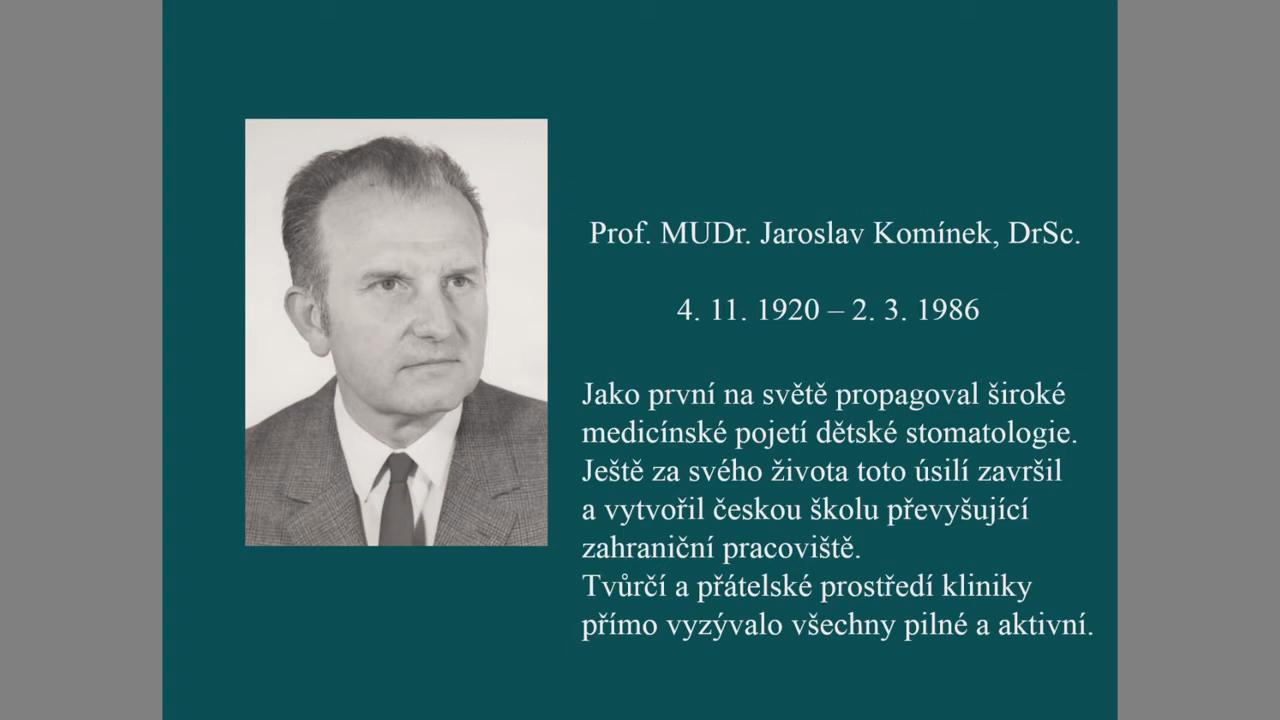 Prof. MUDr. Jaroslav Komínek, DrSc.
4. 11. 1920 – 2. 3. 1986
Jako první na světě propagoval široké
medicínské pojetí dětské stomatologie.
Ještě za svého života toto úsilí završil
a vytvořil českou školu převyšující
zahraniční pracoviště.
Tvůrčí a přátelské prostředí kliniky
přímo vyzývalo všechny pilné a aktivní.